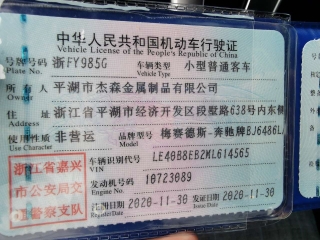 中华人民共和国机动车行驶证
Vehicle License of the People's Republic of China
号牌号码 浙FY985G 车辆类型 小型普通客车
Plate No. Vehicle Type
所有人 平湖市杰森金属制品有限公司
Owner
住址 浙江省平湖市经济开发区段墅路638号内东侧
Address
使用性质 非营运 品牌型号 梅赛德斯-奔驰牌BJ6486L
Use Character Model
浙江省嘉兴
市公安局交
通警察支队
车辆识别代号 LE40B8EB2ML614565
VIN
发动机号码 10723089
Engine No.
注册日期 2020-11-30 发证日期 2020-11-30
Register Date Issue Date